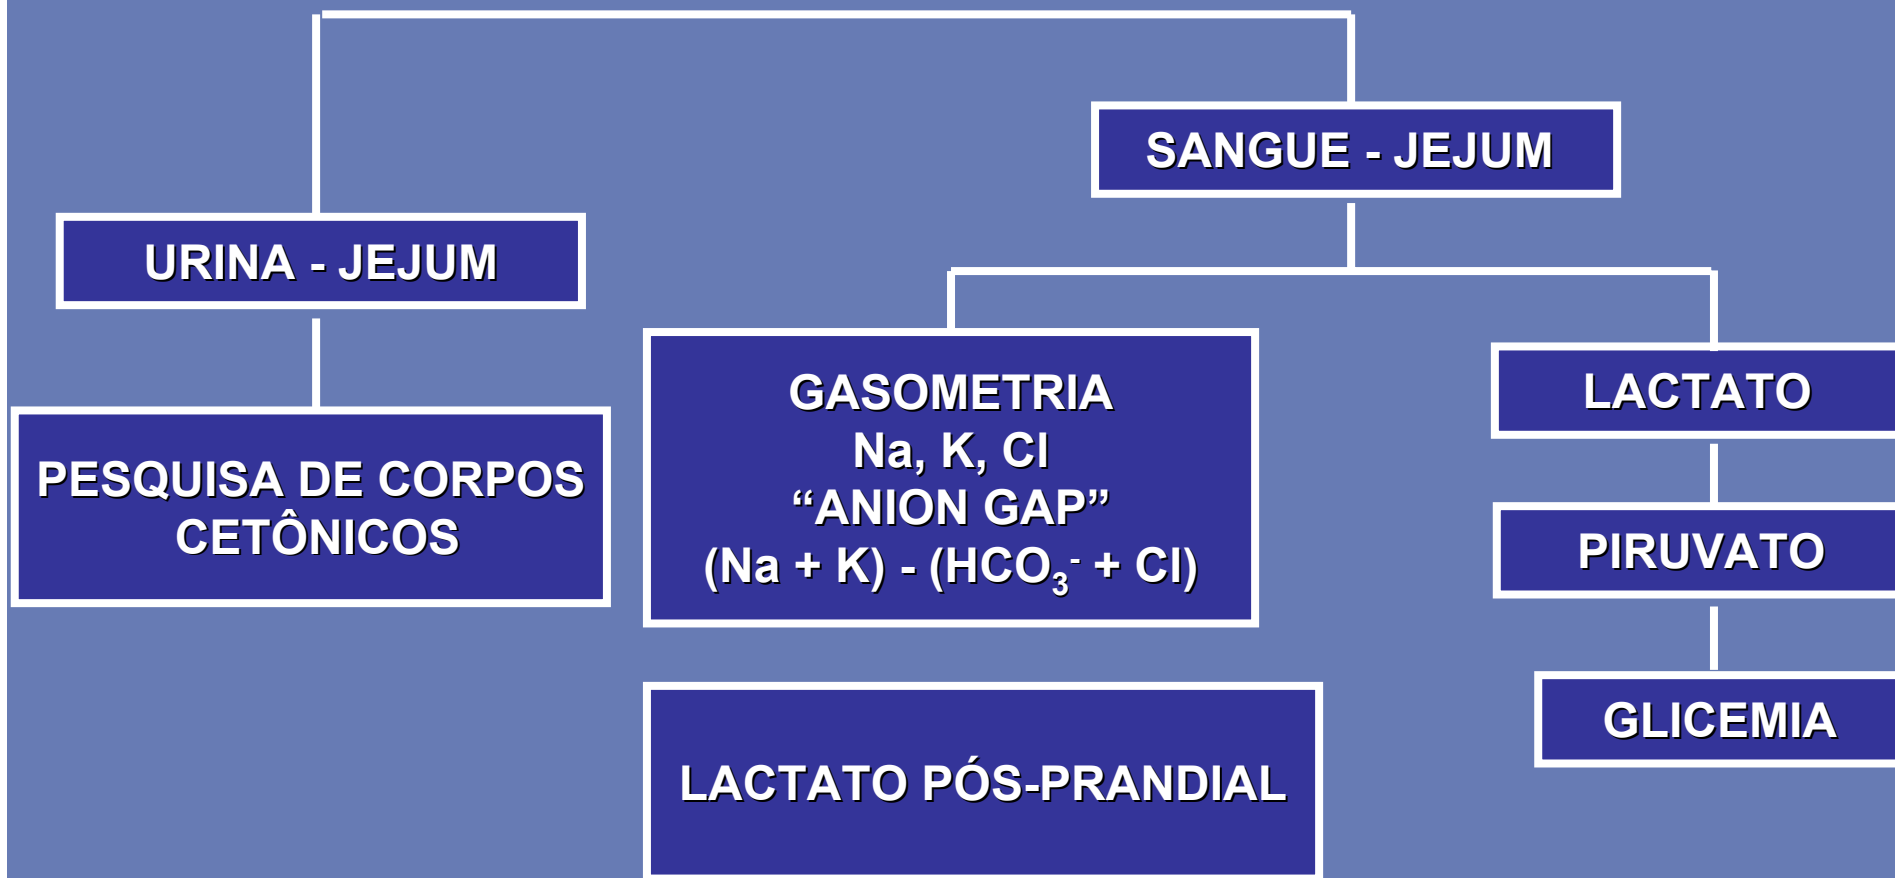 SANGUE - JEJUM
URINA - JEJUM
GASOMETRIA
Na, K, Cl
“ANION GAP”
(Na + K) - (HCO₃⁻ + Cl)
LACTATO
PESQUISA DE CORPOS
CETÔNICOS
PIRUVATO
GLICEMIA
LACTATO PÓS-PRANDIAL